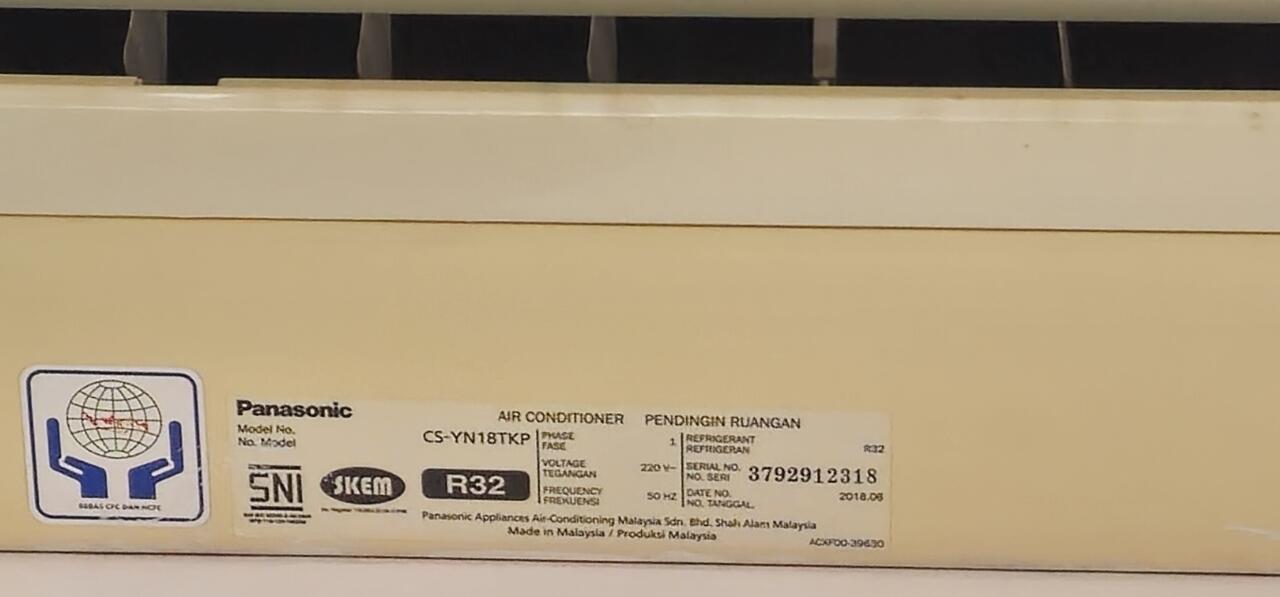 Panasonic
AIR CONDITIONER PENDINGIN RUANGAN
Model No.
No. Model
CS-YN18TKP
PHASE
FASE
1
REFRIGERANT
REFRIGERAN
R32
VOLTAGE
TEGANGAN
220 V~
SERIAL NO.
NO. SERI
3792912318
FREQUENCY
FREKUENSI
50 HZ
DATE NO.
NO. TANGGAL
2018.06
SNI
SKEM
R32
Panasonic Appliances Air-Conditioning Malaysia Sdn. Bhd. Shah Alam Malaysia
Made in Malaysia / Produksi Malaysia
ACXF00-39630
BEBAS CFC DAN HCFC